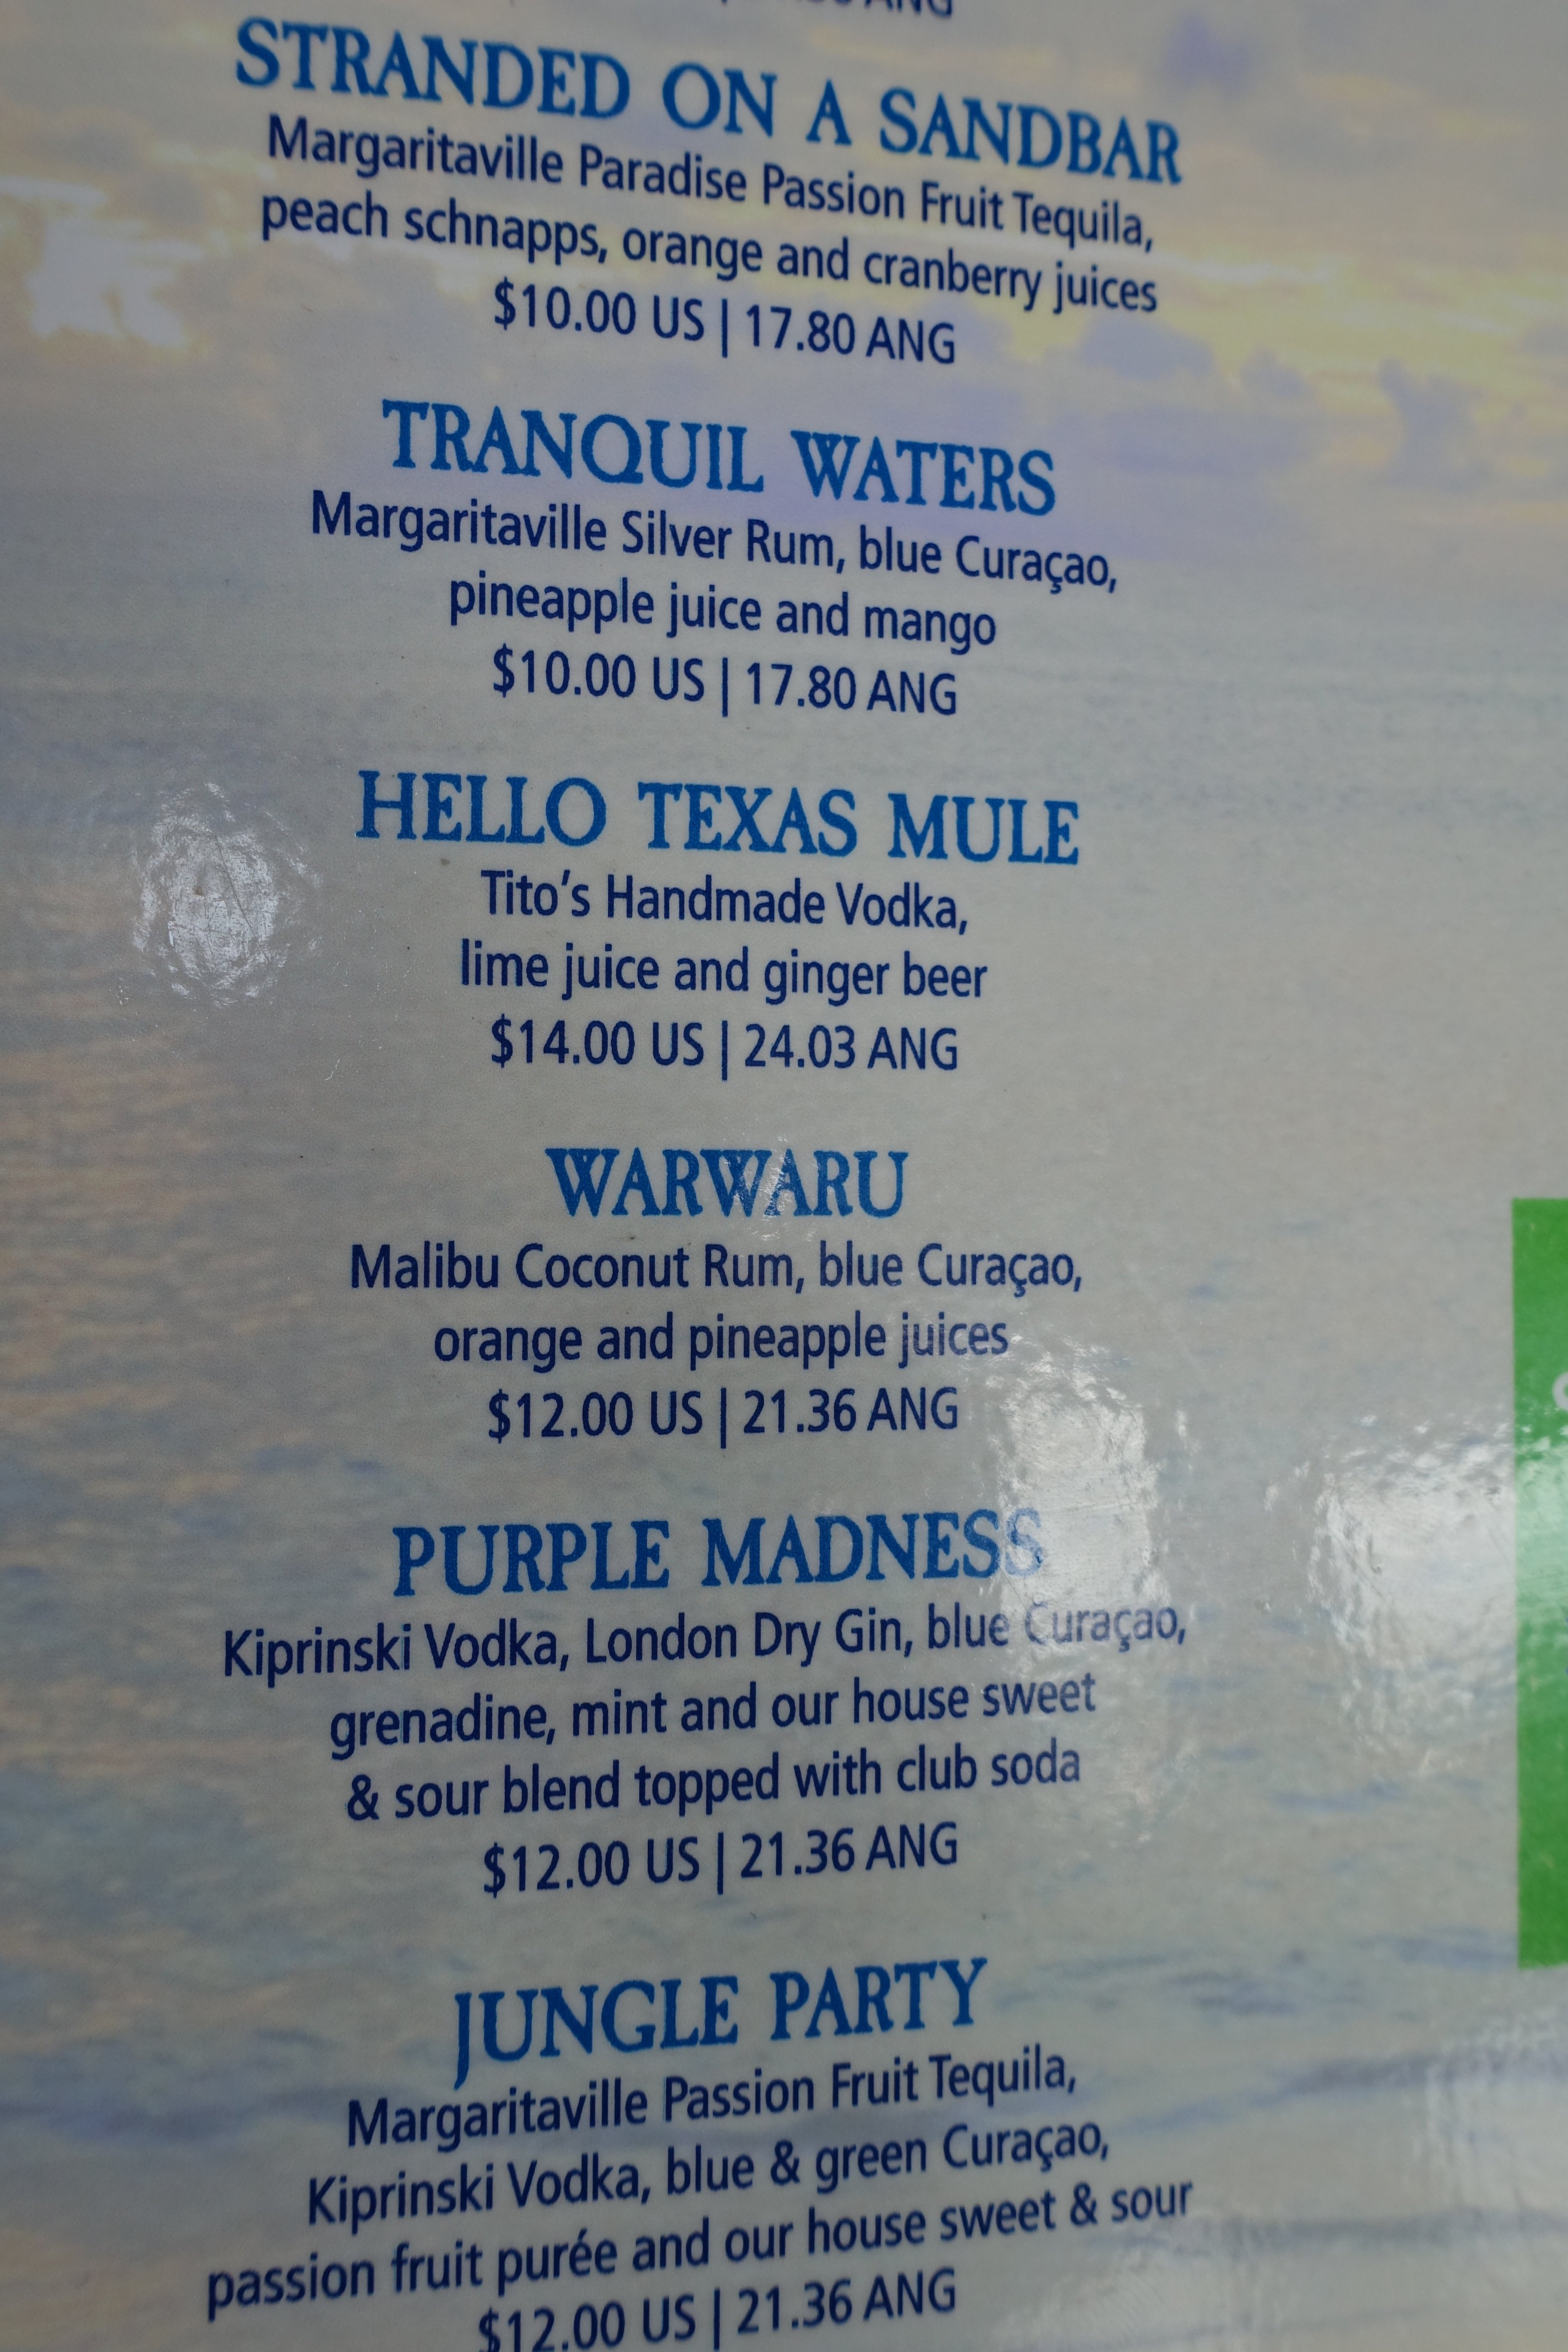 STRANDED ON A SANDBAR
Margaritaville Paradise Passion Fruit Tequila,
peach schnapps, orange and cranberry juices
$10.00 US | 17.80 ANG
TRANQUIL WATERS
Margaritaville Silver Rum, blue Curaçao,
pineapple juice and mango
$10.00 US | 17.80 ANG
HELLO TEXAS MULE
Tito's Handmade Vodka,
lime juice and ginger beer
$14.00 US | 24.03 ANG
WARWARU
Malibu Coconut Rum, blue Curaçao,
orange and pineapple juices
$12.00 US | 21.36 ANG
PURPLE MADNESS
Kiprinski Vodka, London Dry Gin, blue Curaçao,
grenadine, mint and our house sweet
& sour blend topped with club soda
$12.00 US | 21.36 ANG
JUNGLE PARTY
Margaritaville Passion Fruit Tequila,
Kiprinski Vodka, blue & green Curaçao,
passion fruit purée and our house sweet & sour
$12.00 US | 21.36 ANG